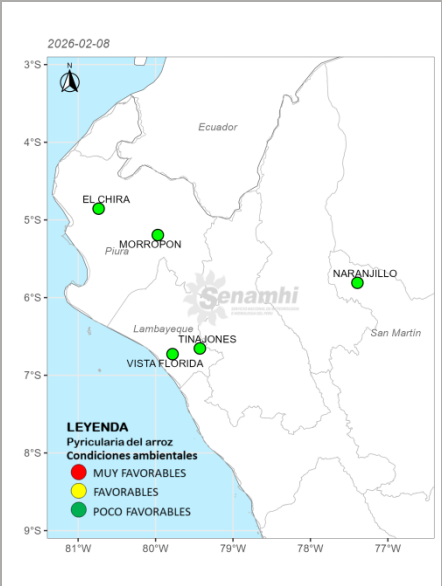 2026-02-08
3°S
N
Ecuador
4°S
EL CHIRA
5°S
MORROPON
Piura
NARANJILLO
6°S
Senamhi
Lambayeque
San Martín
TINAJONES
VISTA FLORIDA
7°S
LEYENDA
Pyricularia del arroz
Condiciones ambientales
8°S
MUY FAVORABLES
FAVORABLES
POCO FAVORABLES
9°S
81°W
80°W
79°W
78°W
77°W